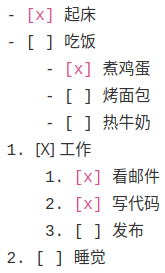 - [x] 起床
- [ ] 吃饭
    - [x] 煮鸡蛋
    - [ ] 烤面包
    - [ ] 热牛奶
1. [X] 工作
    1. [x] 看邮件
    2. [x] 写代码
    3. [ ] 发布
2. [ ] 睡觉